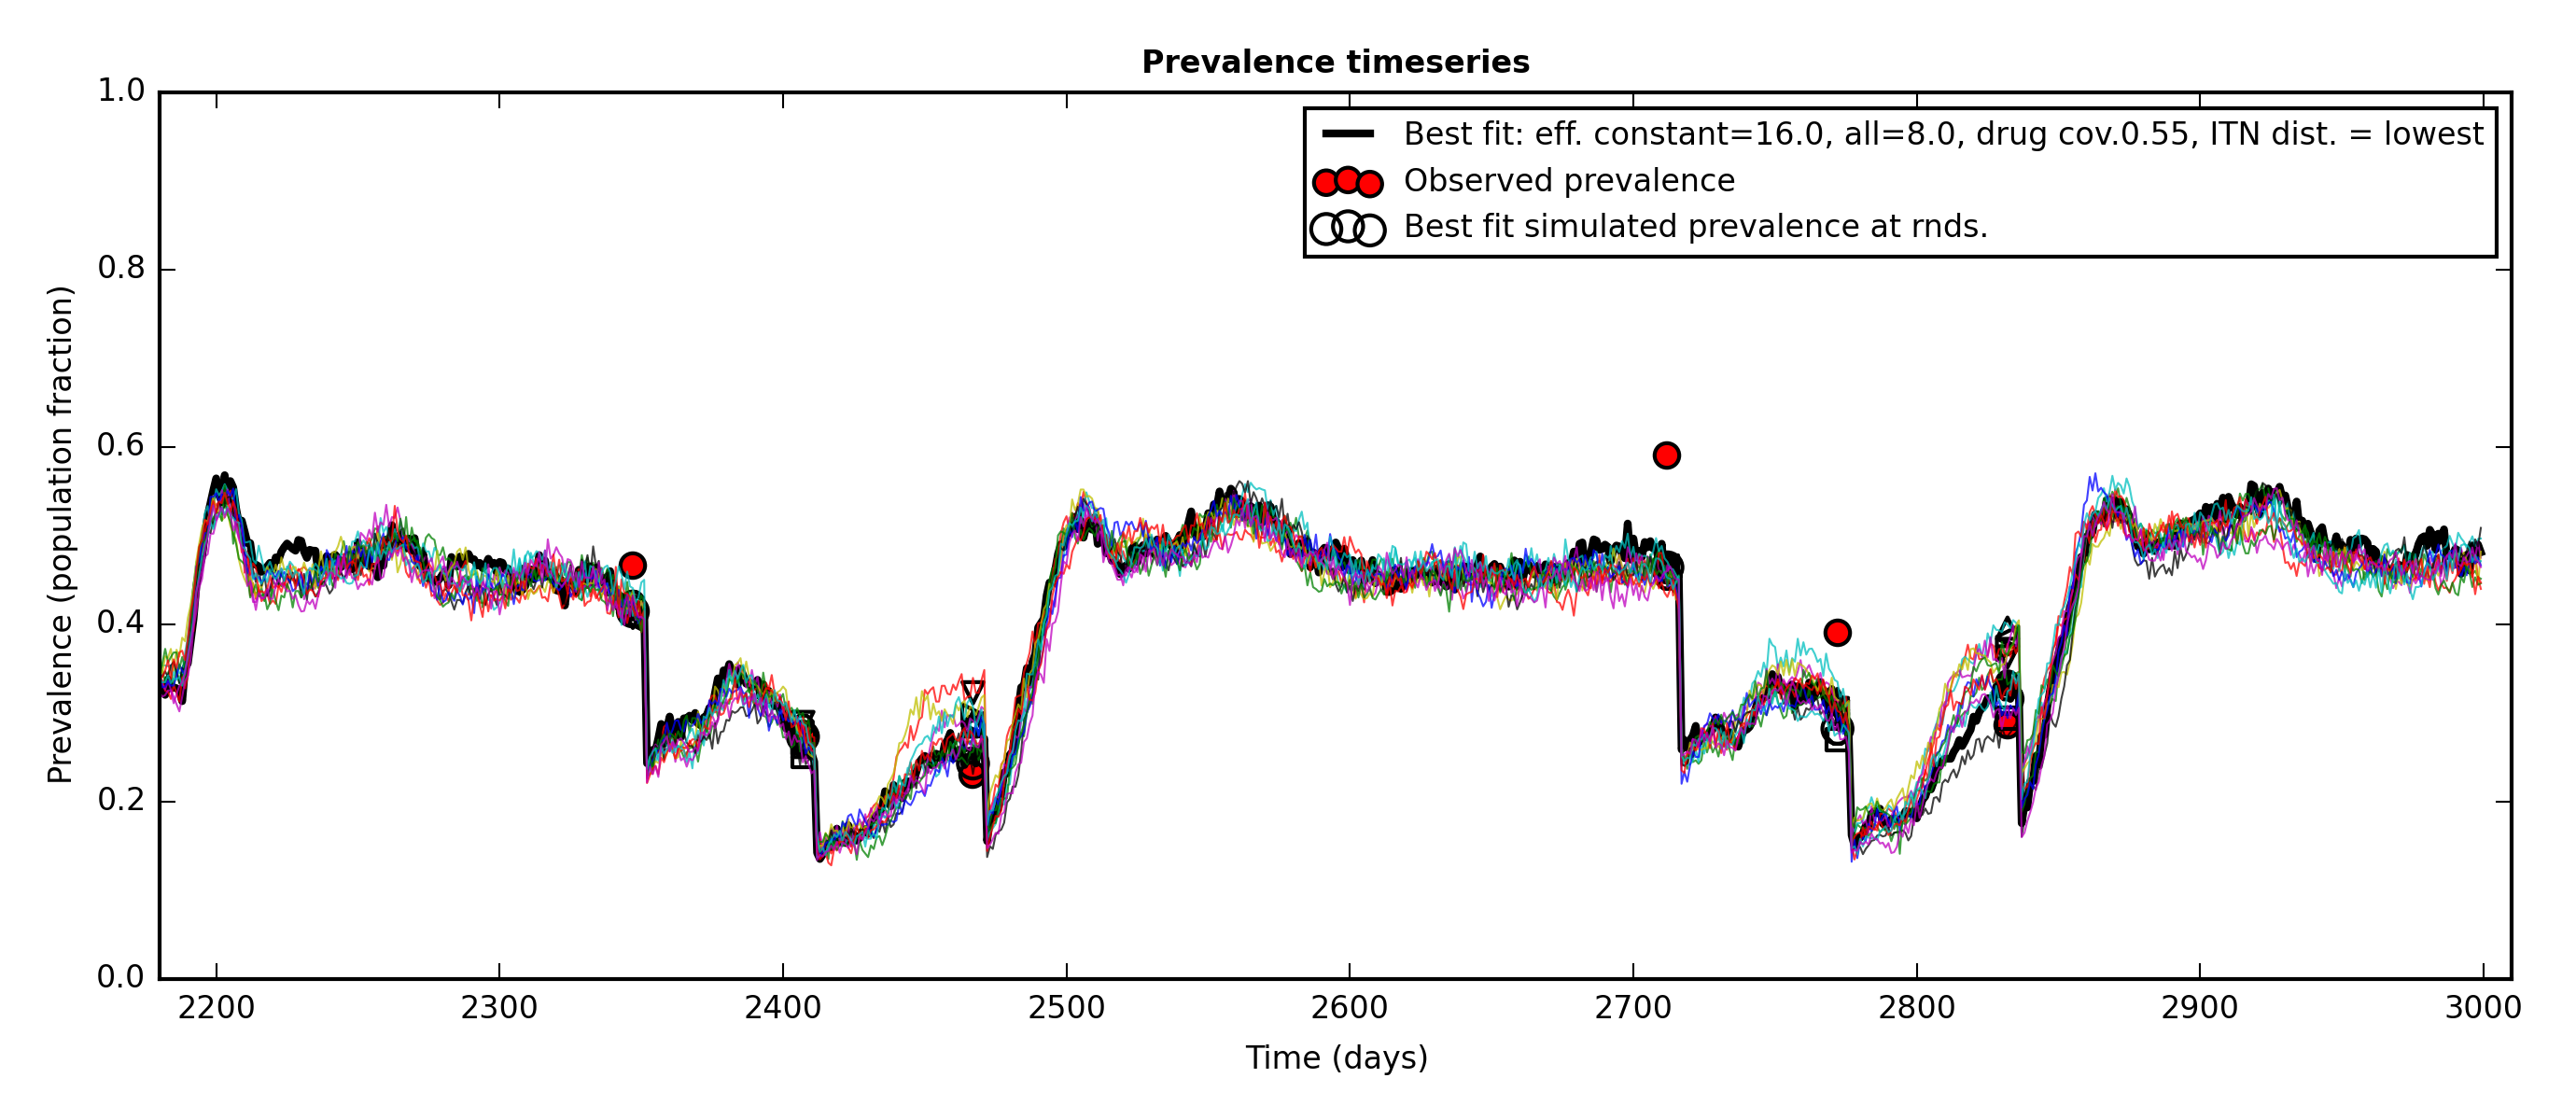 Prevalence timeseries
Best fit: eff. constant=16.0, all=8.0, drug cov.0.55, ITN dist. = lowest
Observed prevalence
Best fit simulated prevalence at rnds.
Prevalence (population fraction)
1.0
0.8
0.6
0.4
0.2
0.0
2200 2300 2400 2500 2600 2700 2800 2900 3000
Time (days)